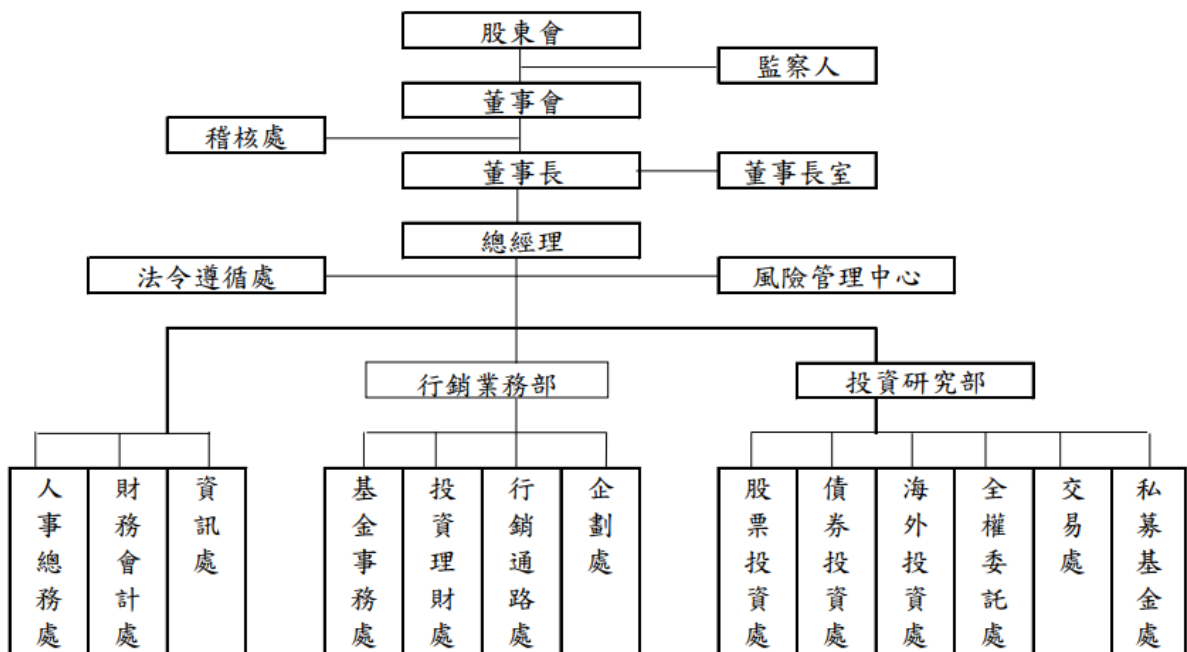 股東會
監察人
董事會
稽核處
董事長
董事長室
總經理
法令遵循處
風險管理中心
行銷業務部
投資研究部
人事總務處
財務會計處
資訊處
基金事務處
投資理財處
行銷通路處
企劃處
股票投資處
債券投資處
海外投資處
全權委託處
交易處
私募基金處